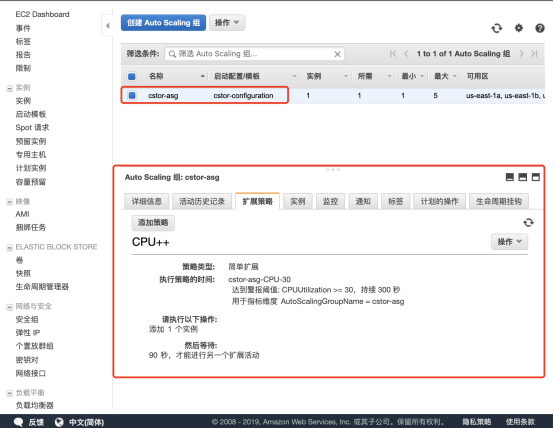 EC2 Dashboard
事件
标签
报告
限制
实例
实例
启动模板
Spot 请求
预留实例
专用主机
计划实例
容量预留
映像
AMI
捆绑任务
ELASTIC BLOCK STORE
卷
快照
生命周期管理器
网络与安全
安全组
弹性 IP
个置放群组
密钥对
网络接口
负载平衡
负载均衡器
创建 Auto Scaling 组 操作
筛选条件: 筛选 Auto Scaling 组... 1 to 1 of 1 Auto Scaling 组
名称 启动配置/模板 实例 所需 最小 最大 可用区
cstor-asg cstor-configuration 1 1 1 5 us-east-1a, us-east-1b, u
Auto Scaling 组: cstor-asg
详细信息 活动历史记录 扩展策略 实例 监控 通知 标签 计划的操作 生命周期挂钩
添加策略
CPU++ 操作
策略类型: 简单扩展
执行策略的时间: cstor-asg-CPU-30
达到警报阈值: CPUUtilization >= 30，持续 300 秒
用于指标维度 AutoScalingGroupName = cstor-asg
请执行以下操作:
添加 1 个实例
然后等待:
90 秒，才能进行另一个扩展活动
反馈 中文(简体) © 2008 - 2019, Amazon Web Services, Inc. 或其子公司。保留所有权利。 隐私策略 使用条款